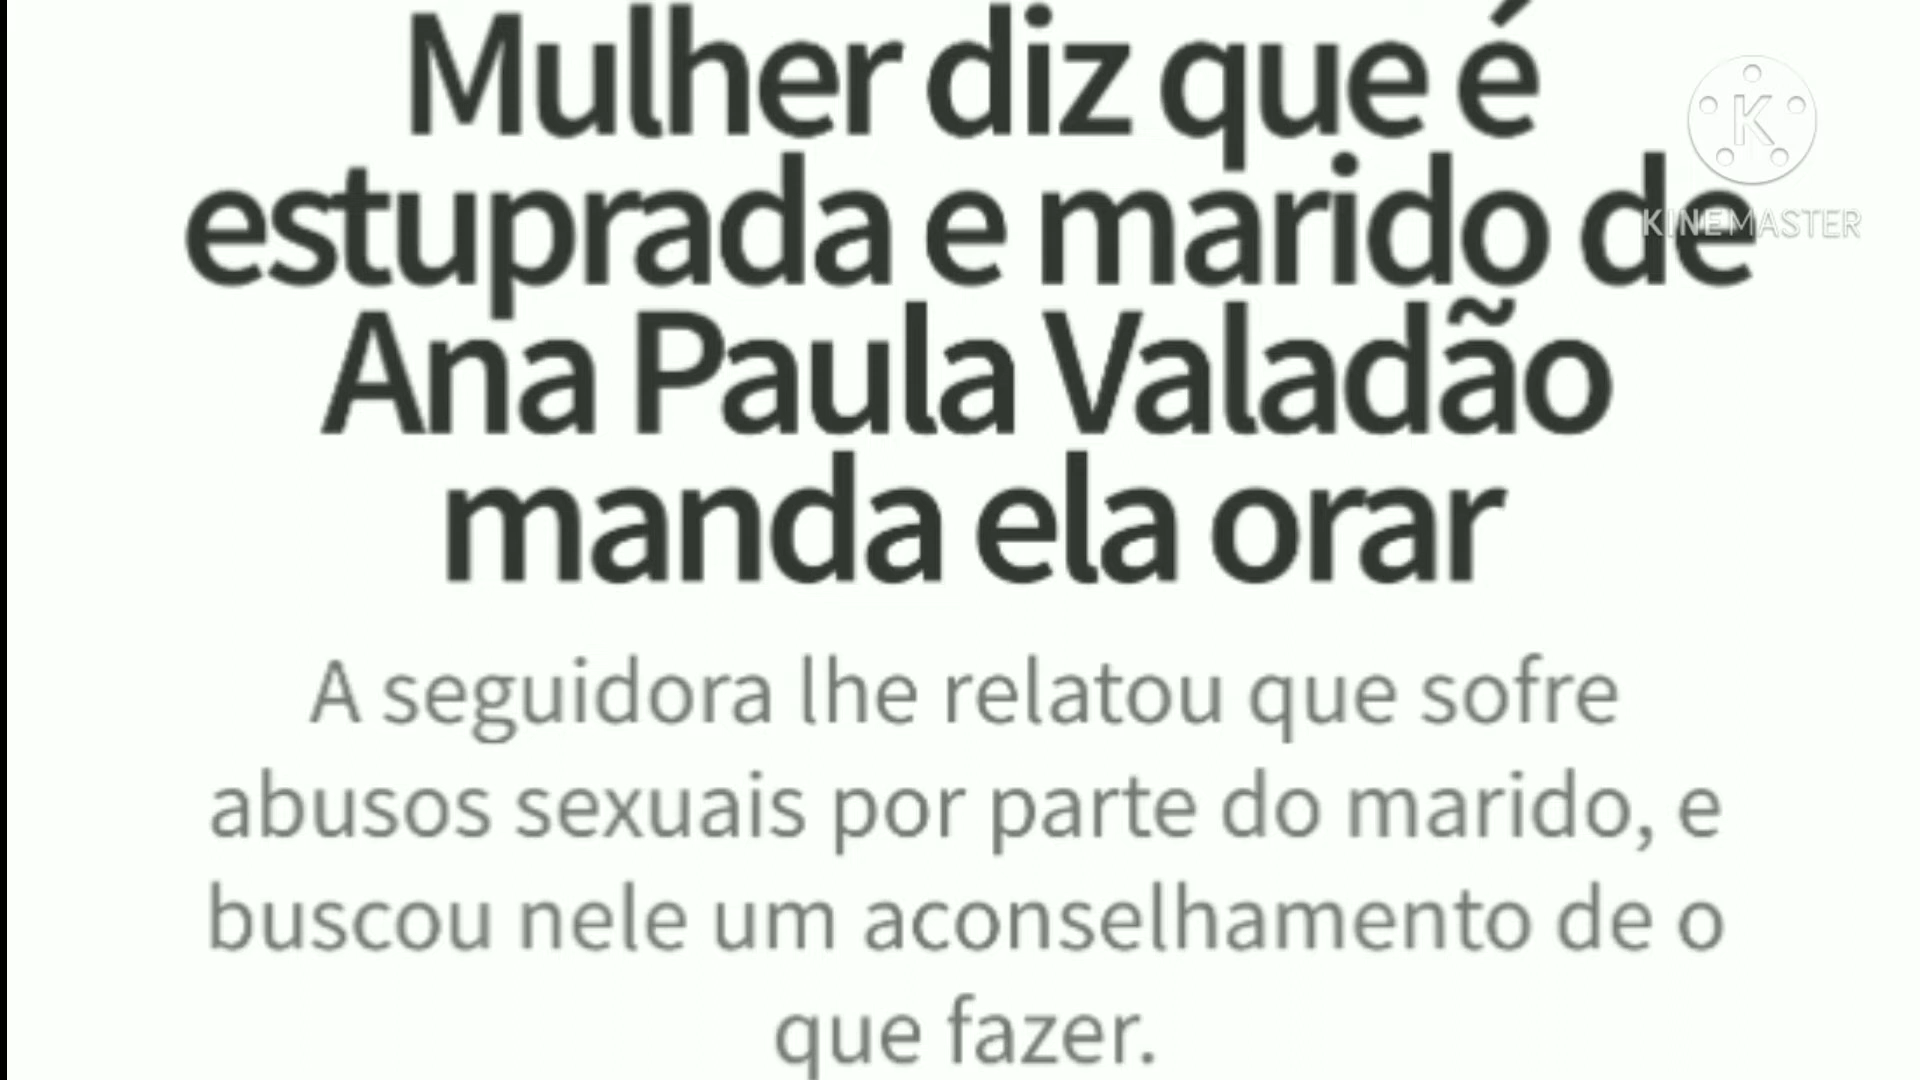 Mulher diz que é
estuprada e marido de
Ana Paula Valadão
manda ela orar
A seguidora lhe relatou que sofre
abusos sexuais por parte do marido, e
buscou nele um aconselhamento de o
que fazer.
K
KINEMASTER